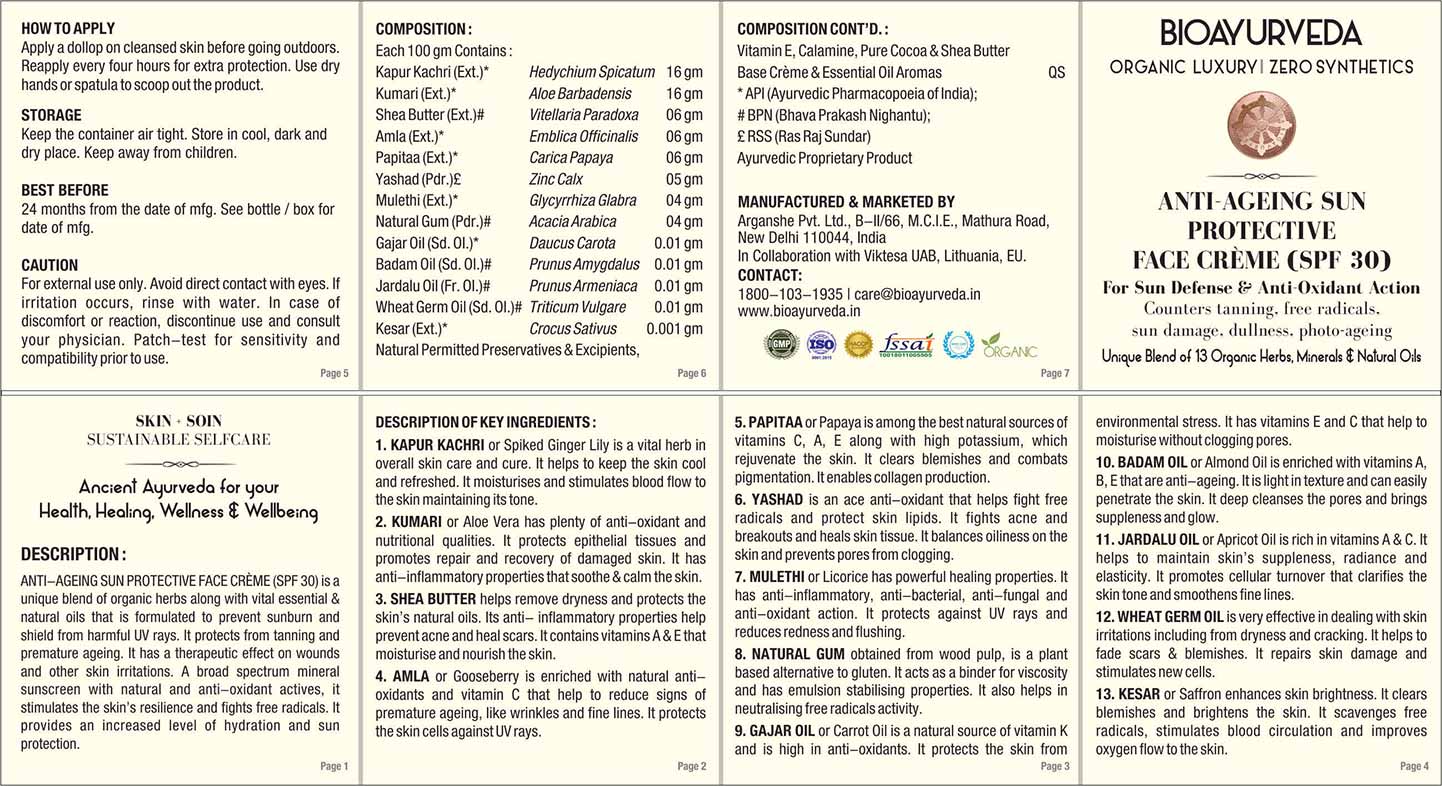 HOW TO APPLY
Apply a dollop on cleansed skin before going outdoors.
Reapply every four hours for extra protection. Use dry
hands or spatula to scoop out the product.
STORAGE
Keep the container air tight. Store in cool, dark and
dry place. Keep away from children.
BEST BEFORE
24 months from the date of mfg. See bottle / box for
date of mfg.
CAUTION
For external use only. Avoid direct contact with eyes. If
irritation occurs, rinse with water. In case of
discomfort or reaction, discontinue use and consult
your physician. Patch–test for sensitivity and
compatibility prior to use.
Page 5
COMPOSITION :
Each 100 gm Contains :
Kapur Kachri (Ext.)* Hedychium Spicatum 16 gm
Kumari (Ext.)* Aloe Barbadensis 16 gm
Shea Butter (Ext.)# Vitellaria Paradoxa 06 gm
Amla (Ext.)* Emblica Officinalis 06 gm
Papitaa (Ext.)* Carica Papaya 06 gm
Yashad (Pdr.)£ Zinc Calx 05 gm
Mulethi (Ext.)* Glycyrrhiza Glabra 04 gm
Natural Gum (Pdr.)# Acacia Arabica 04 gm
Gajar Oil (Sd. Ol.)* Daucus Carota 0.01 gm
Badam Oil (Sd. Ol.)# Prunus Amygdalus 0.01 gm
Jardalu Oil (Fr. Ol.)# Prunus Armeniaca 0.01 gm
Wheat Germ Oil (Sd. Ol.)# Triticum Vulgare 0.01 gm
Kesar (Ext.)* Crocus Sativus 0.001 gm
Natural Permitted Preservatives & Excipients,
Page 6
COMPOSITION CONT’D. :
Vitamin E, Calamine, Pure Cocoa & Shea Butter
Base Crème & Essential Oil Aromas QS
* API (Ayurvedic Pharmacopoeia of India);
# BPN (Bhava Prakash Nighantu);
£ RSS (Ras Raj Sundar)
Ayurvedic Proprietary Product
MANUFACTURED & MARKETED BY
Arganshe Pvt. Ltd., B–II/66, M.C.I.E., Mathura Road,
New Delhi 110044, India
In Collaboration with Viktesa UAB, Lithuania, EU.
CONTACT:
1800–103–1935 | care@bioayurveda.in
www.bioayurveda.in
GMP
ISO
9001:2015
HACCP
fssai
10018011005505
ORGANIC
Page 7
BIOAYURVEDA
ORGANIC LUXURY | ZERO SYNTHETICS
ANTI-AGEING SUN
PROTECTIVE
FACE CRÈME (SPF 30)
For Sun Defense & Anti-Oxidant Action
Counters tanning, free radicals,
sun damage, dullness, photo-ageing
Unique Blend of 13 Organic Herbs, Minerals & Natural Oils
SKIN + SOIN
SUSTAINABLE SELFCARE
Ancient Ayurveda for your
Health, Healing, Wellness & Wellbeing
DESCRIPTION :
ANTI–AGEING SUN PROTECTIVE FACE CRÈME (SPF 30) is a
unique blend of organic herbs along with vital essential &
natural oils that is formulated to prevent sunburn and
shield from harmful UV rays. It protects from tanning and
premature ageing. It has a therapeutic effect on wounds
and other skin irritations. A broad spectrum mineral
sunscreen with natural and anti–oxidant actives, it
stimulates the skin’s resilience and fights free radicals. It
provides an increased level of hydration and sun
protection.
Page 1
DESCRIPTION OF KEY INGREDIENTS :
1. KAPUR KACHRI or Spiked Ginger Lily is a vital herb in
overall skin care and cure. It helps to keep the skin cool
and refreshed. It moisturises and stimulates blood flow to
the skin maintaining its tone.
2. KUMARI or Aloe Vera has plenty of anti–oxidant and
nutritional qualities. It protects epithelial tissues and
promotes repair and recovery of damaged skin. It has
anti–inflammatory properties that soothe & calm the skin.
3. SHEA BUTTER helps remove dryness and protects the
skin’s natural oils. Its anti– inflammatory properties help
prevent acne and heal scars. It contains vitamins A & E that
moisturise and nourish the skin.
4. AMLA or Gooseberry is enriched with natural anti–
oxidants and vitamin C that help to reduce signs of
premature ageing, like wrinkles and fine lines. It protects
the skin cells against UV rays.
Page 2
5. PAPITAA or Papaya is among the best natural sources of
vitamins C, A, E along with high potassium, which
rejuvenate the skin. It clears blemishes and combats
pigmentation. It enables collagen production.
6. YASHAD is an ace anti–oxidant that helps fight free
radicals and protect skin lipids. It fights acne and
breakouts and heals skin tissue. It balances oiliness on the
skin and prevents pores from clogging.
7. MULETHI or Licorice has powerful healing properties. It
has anti–inflammatory, anti–bacterial, anti–fungal and
anti–oxidant action. It protects against UV rays and
reduces redness and flushing.
8. NATURAL GUM obtained from wood pulp, is a plant
based alternative to gluten. It acts as a binder for viscosity
and has emulsion stabilising properties. It also helps in
neutralising free radicals activity.
9. GAJAR OIL or Carrot Oil is a natural source of vitamin K
and is high in anti–oxidants. It protects the skin from
Page 3
environmental stress. It has vitamins E and C that help to
moisturise without clogging pores.
10. BADAM OIL or Almond Oil is enriched with vitamins A,
B, E that are anti–ageing. It is light in texture and can easily
penetrate the skin. It deep cleanses the pores and brings
suppleness and glow.
11. JARDALU OIL or Apricot Oil is rich in vitamins A & C. It
helps to maintain skin’s suppleness, radiance and
elasticity. It promotes cellular turnover that clarifies the
skin tone and smoothens fine lines.
12. WHEAT GERM OIL is very effective in dealing with skin
irritations including from dryness and cracking. It helps to
fade scars & blemishes. It repairs skin damage and
stimulates new cells.
13. KESAR or Saffron enhances skin brightness. It clears
blemishes and brightens the skin. It scavenges free
radicals, stimulates blood circulation and improves
oxygen flow to the skin.
Page 4